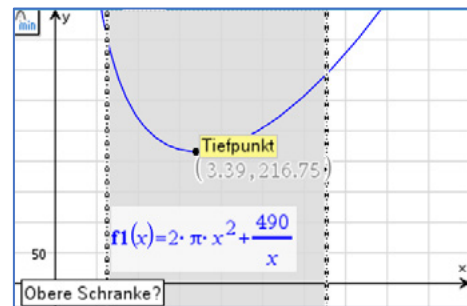 min
y
Tiefpunkt
(3.39,216.75)
f1(x)=2· π· x²+490/x
50
x
Obere Schranke?